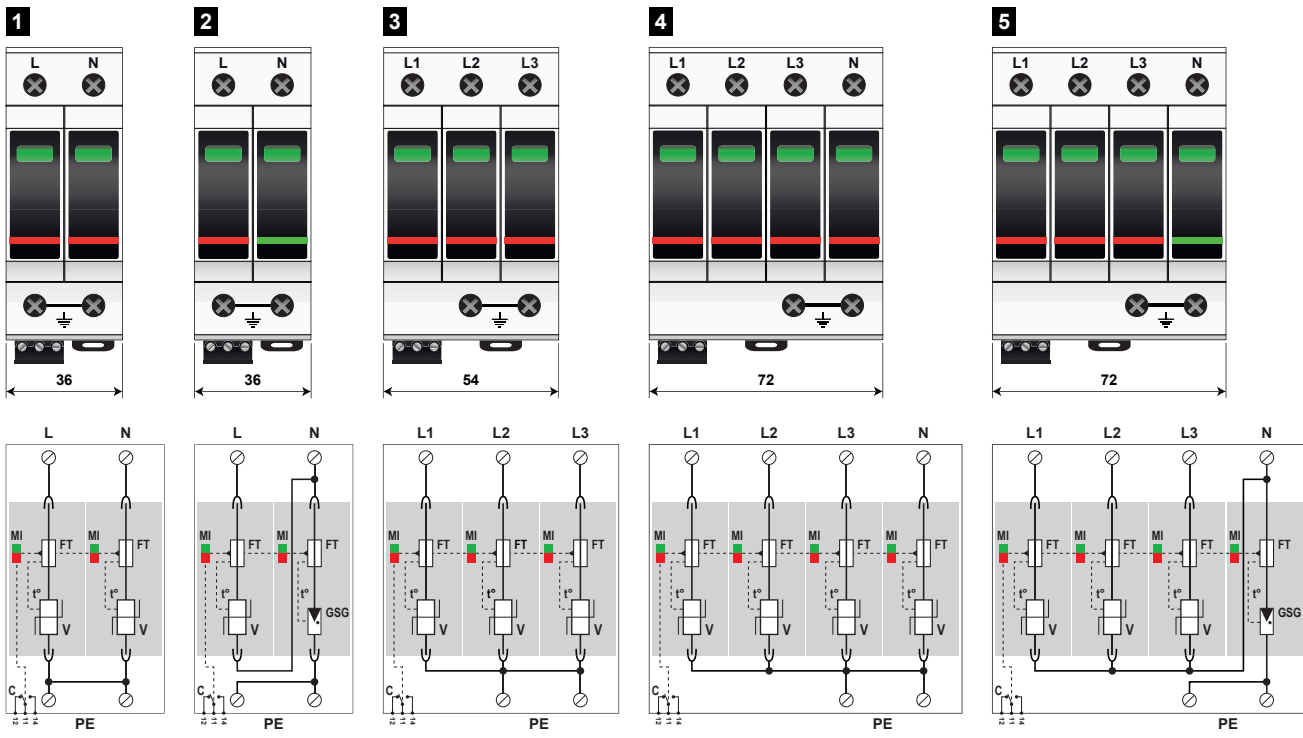 1 2 3 4 5
L N L N L1 L2 L3 L1 L2 L3 N L1 L2 L3 N
36 36 54 72 72
L N L N L1 L2 L3 L1 L2 L3 N L1 L2 L3 N
MI FT MI FT MI FT MI FT MI FT MI FT MI FT MI FT MI FT MI FT MI FT MI FT MI FT MI FT MI FT
t° t° t° t° t° t° t° t° t° t° t° t° t° t° t°
V V V GSG V V V V V V V V V V GSG
C C C C C
12 11 14 12 11 14 12 11 14 12 11 14 12 11 14
PE PE PE PE PE